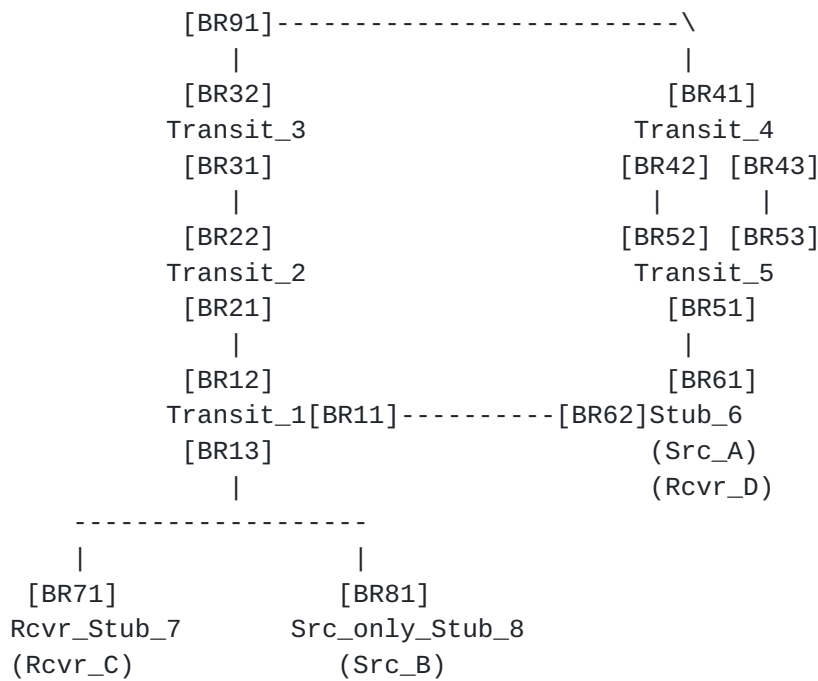 [BR91]--------------------------\
|                             |
[BR32]                        [BR41]
Transit_3                     Transit_4
[BR31]                    [BR42] [BR43]
|                           |      |
[BR22]                    [BR52] [BR53]
Transit_2                     Transit_5
[BR21]                        [BR51]
|                             |
[BR12]                        [BR61]
Transit_1[BR11]----------[BR62]Stub_6
[BR13]                        (Src_A)
|                             (Rcvr_D)
-------------------
|                 |
[BR71]              [BR81]
Rcvr_Stub_7       Src_only_Stub_8
(Rcvr_C)            (Src_B)